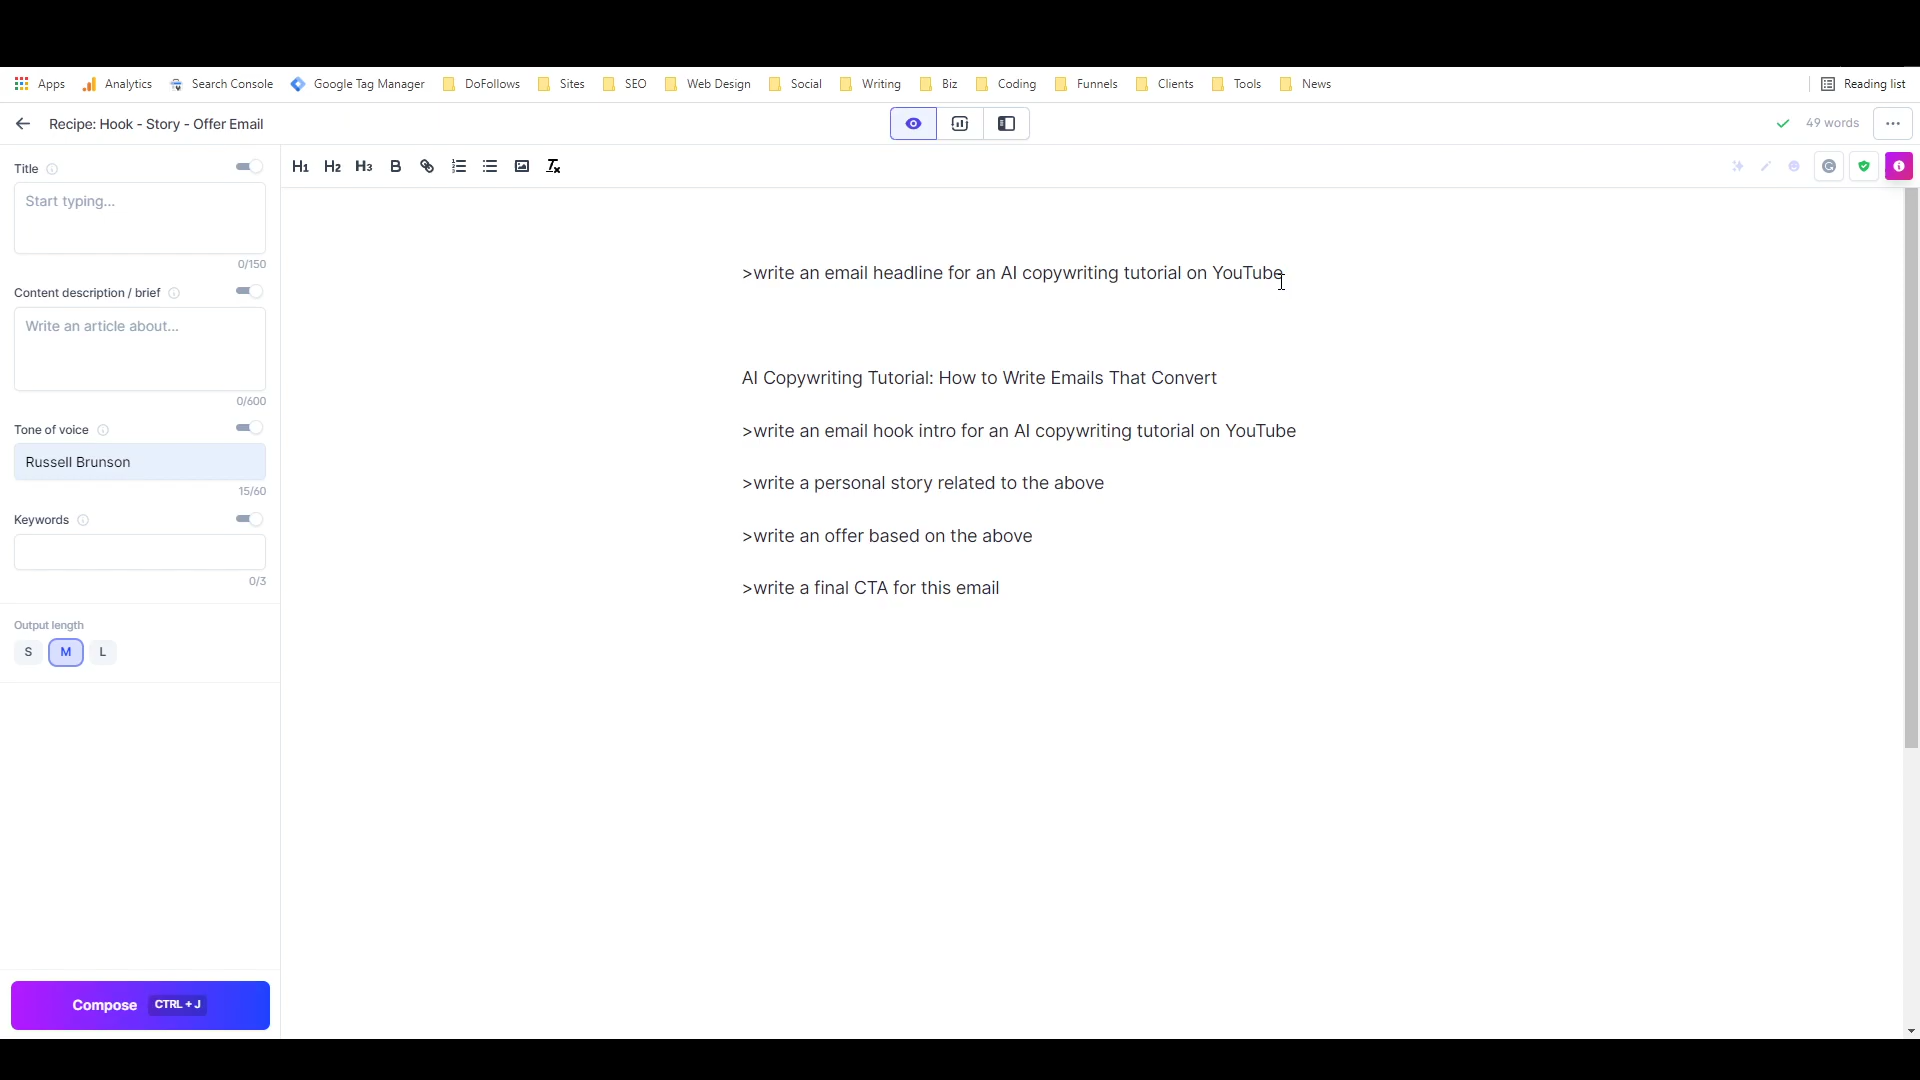 Apps Analytics Search Console Google Tag Manager DoFollows Sites SEO Web Design Social Writing Biz Coding Funnels Clients Tools News Reading list
Recipe: Hook - Story - Offer Email
49 words
Title
H1 H2 H3 B
Start typing...
0/150
>write an email headline for an AI copywriting tutorial on YouTube
Content description / brief
Write an article about...
0/600
AI Copywriting Tutorial: How to Write Emails That Convert
Tone of voice
>write an email hook intro for an AI copywriting tutorial on YouTube
Russell Brunson
15/60
>write a personal story related to the above
Keywords
>write an offer based on the above
0/3
>write a final CTA for this email
Output length
S M L
Compose CTRL + J